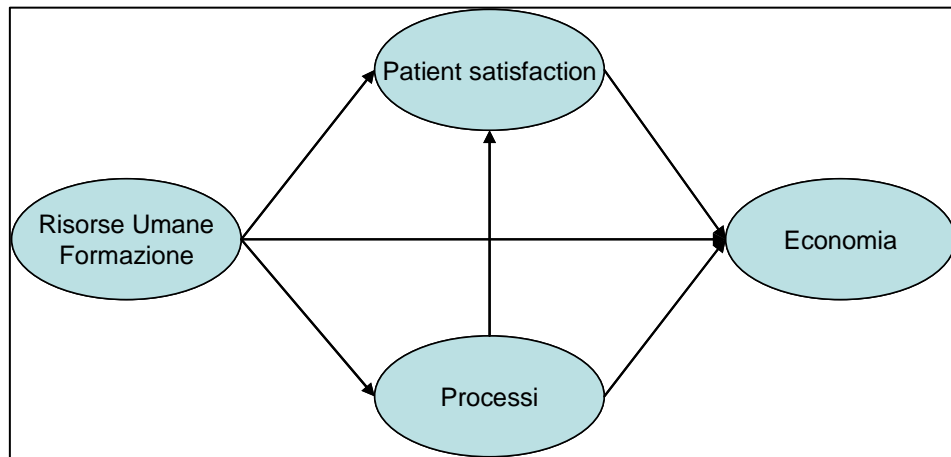 Patient satisfaction
Risorse Umane
Formazione
Economia
Processi